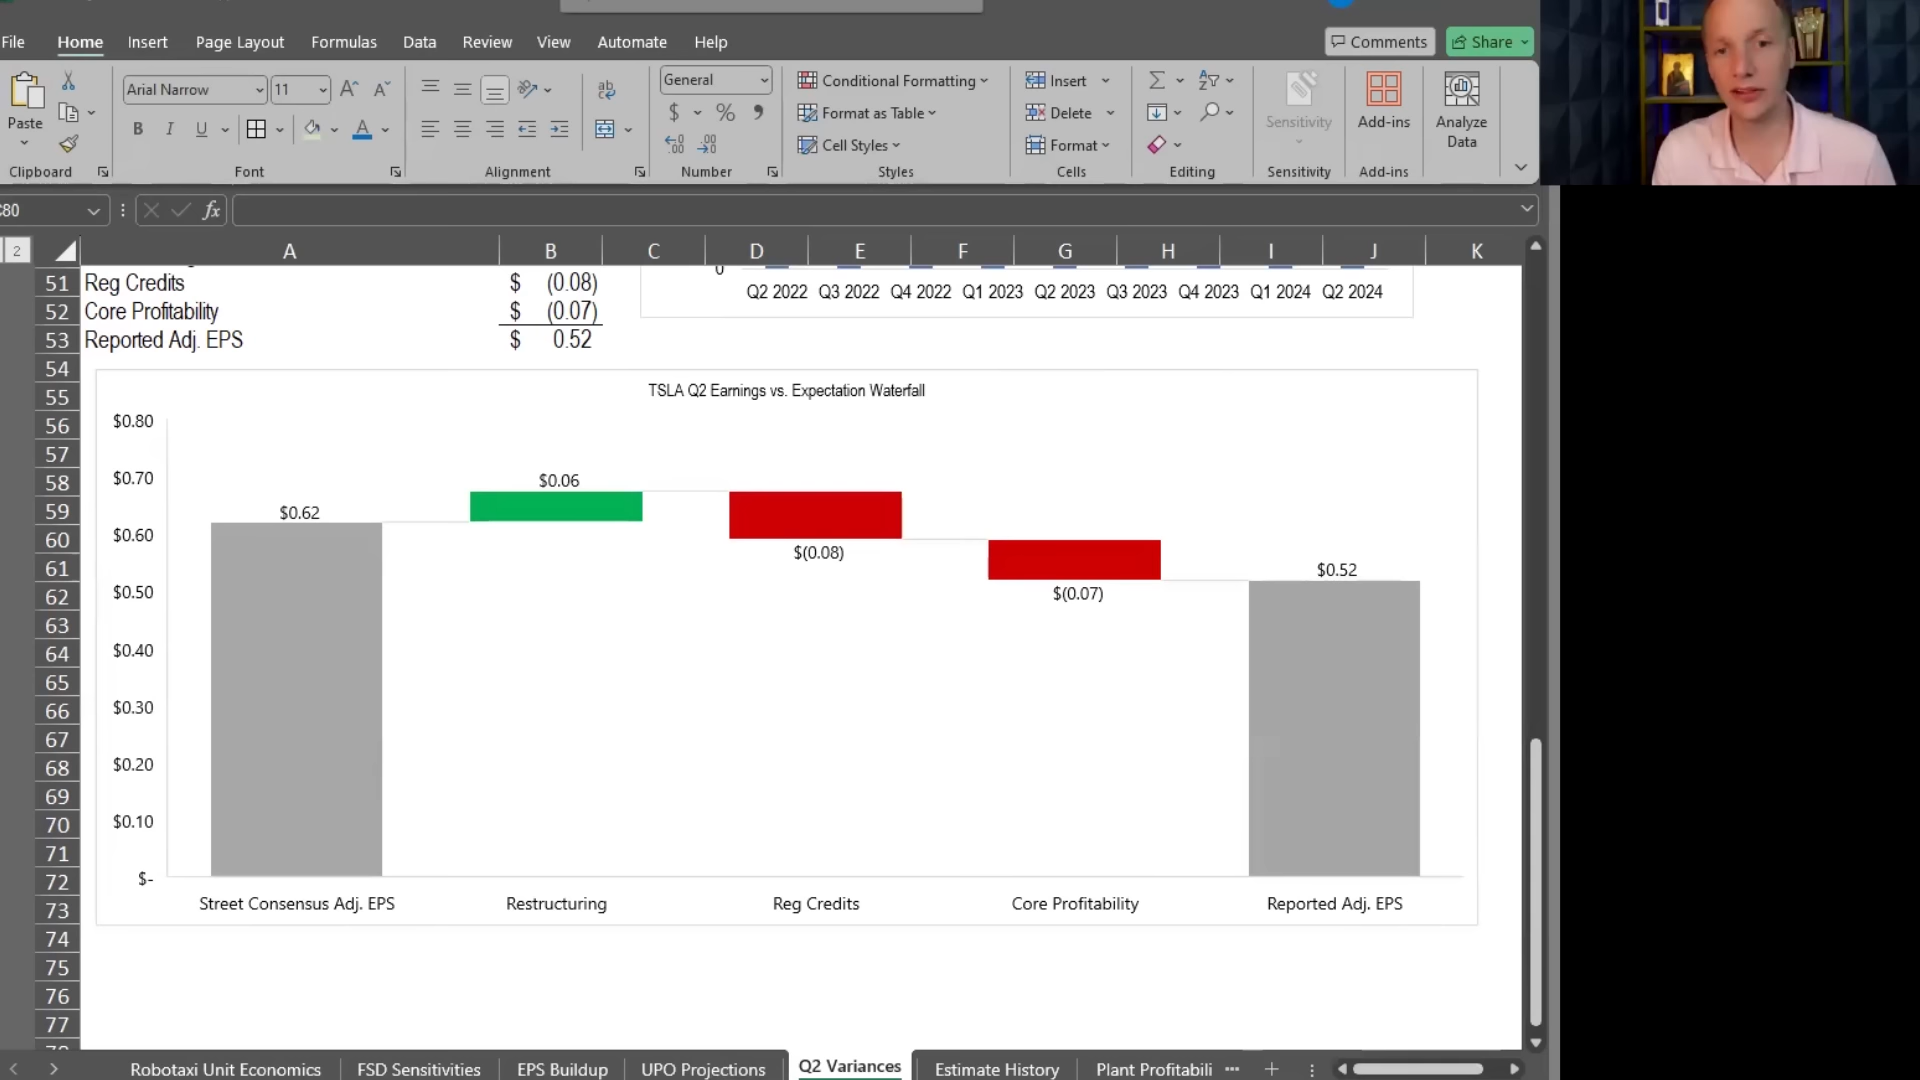 File Home Insert Page Layout Formulas Data Review View Automate Help Comments Share
Arial Narrow 11 General Conditional Formatting Insert
Paste Format as Table Delete Sensitivity Add-ins Analyze Data
B I U $ % Cell Styles Format
Clipboard Font Alignment Number Styles Cells Editing Sensitivity Add-ins
fx
2 A B C D E F G H I J K
51 Reg Credits $ (0.08) 0
Q2 2022 Q3 2022 Q4 2022 Q1 2023 Q2 2023 Q3 2023 Q4 2023 Q1 2024 Q2 2024
52 Core Profitability $ (0.07)
53 Reported Adj. EPS $ 0.52
54
55 TSLA Q2 Earnings vs. Expectation Waterfall
56 $0.80
57
58 $0.70 $0.06
59 $0.62
60 $0.60 $(0.08)
61 $0.52
62 $0.50 $(0.07)
63
64 $0.40
65
66 $0.30
67
68 $0.20
69
70 $0.10
71
72 $-
73 Street Consensus Adj. EPS Restructuring Reg Credits Core Profitability Reported Adj. EPS
74
75
76
77
Robotaxi Unit Economics FSD Sensitivities EPS Buildup UPO Projections Q2 Variances Estimate History Plant Profitabili ...